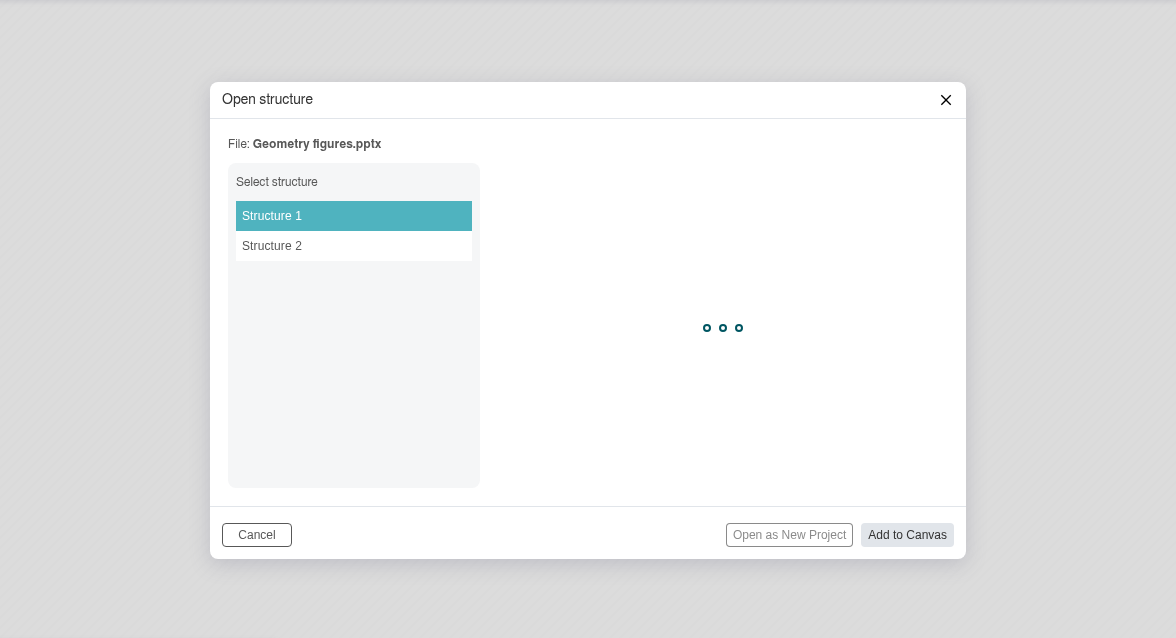 Open structure
File: Geometry figures.pptx
Select structure
Structure 1
Structure 2
Cancel
Open as New Project
Add to Canvas